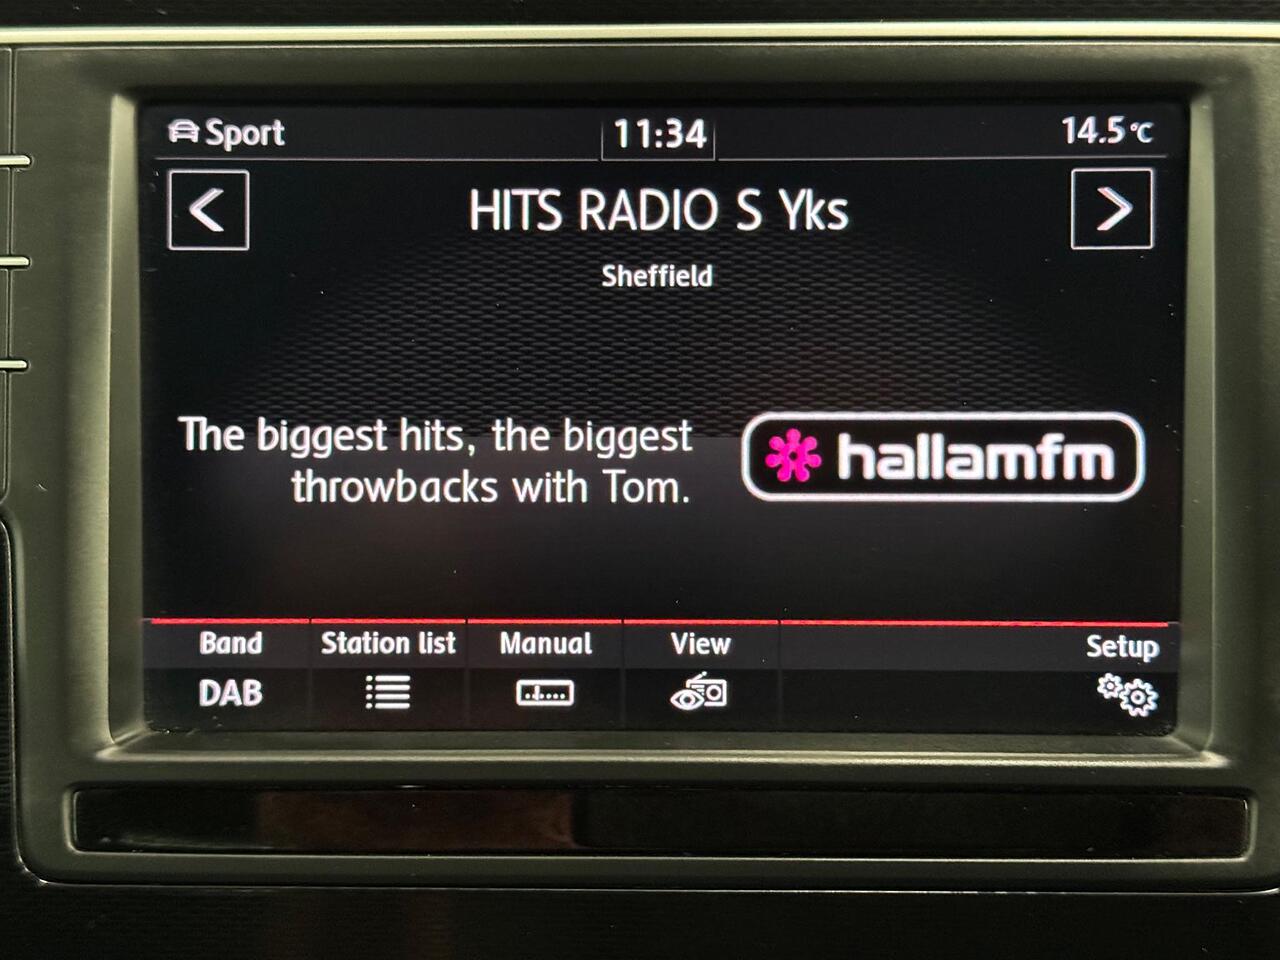 Sport
11:34
14.5°C
HITS RADIO S Yks
Sheffield
The biggest hits, the biggest
throwbacks with Tom.
hallamfm
Band
Station list
Manual
View
Setup
DAB